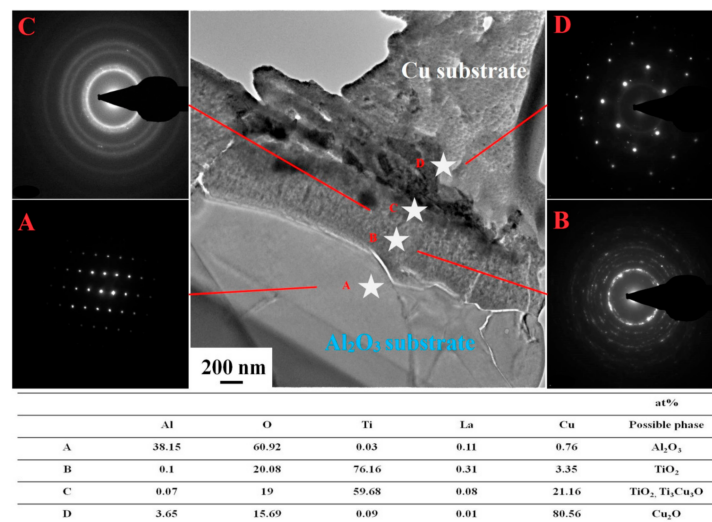 C
D
Cu substrate
D
C
A
B
B
A
Al₂O₃ substrate
200 nm
at%
Al O Ti La Cu Possible phase
A 38.15 60.92 0.03 0.11 0.76 Al₂O₃
B 0.1 20.08 76.16 0.31 3.35 TiO₂
C 0.07 19 59.68 0.08 21.16 TiO₂, Ti₃Cu₃O
D 3.65 15.69 0.09 0.01 80.56 Cu₂O